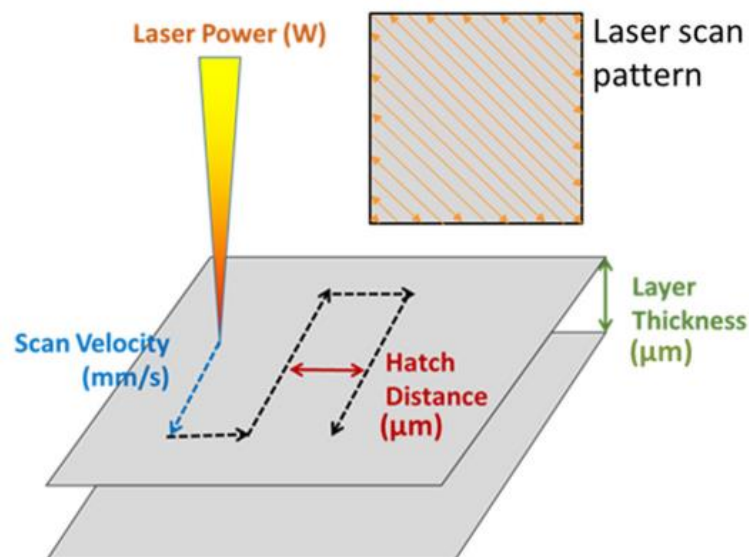 Laser Power (W)
Laser scan
pattern
Layer
Thickness
(μm)
Scan Velocity
(mm/s)
Hatch
Distance
(μm)